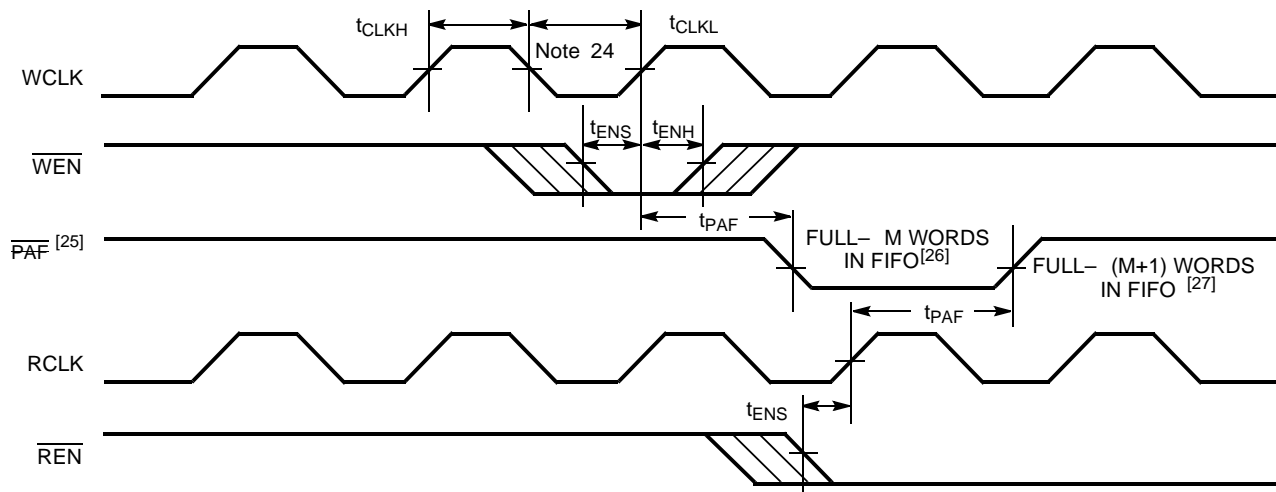 tCLKH
tCLKL
Note 24
WCLK
tENS
tENH
WEN
tPAF
PAF [25]
FULL– M WORDS
IN FIFO[26]
FULL– (M+1) WORDS
IN FIFO [27]
tPAF
RCLK
tENS
REN